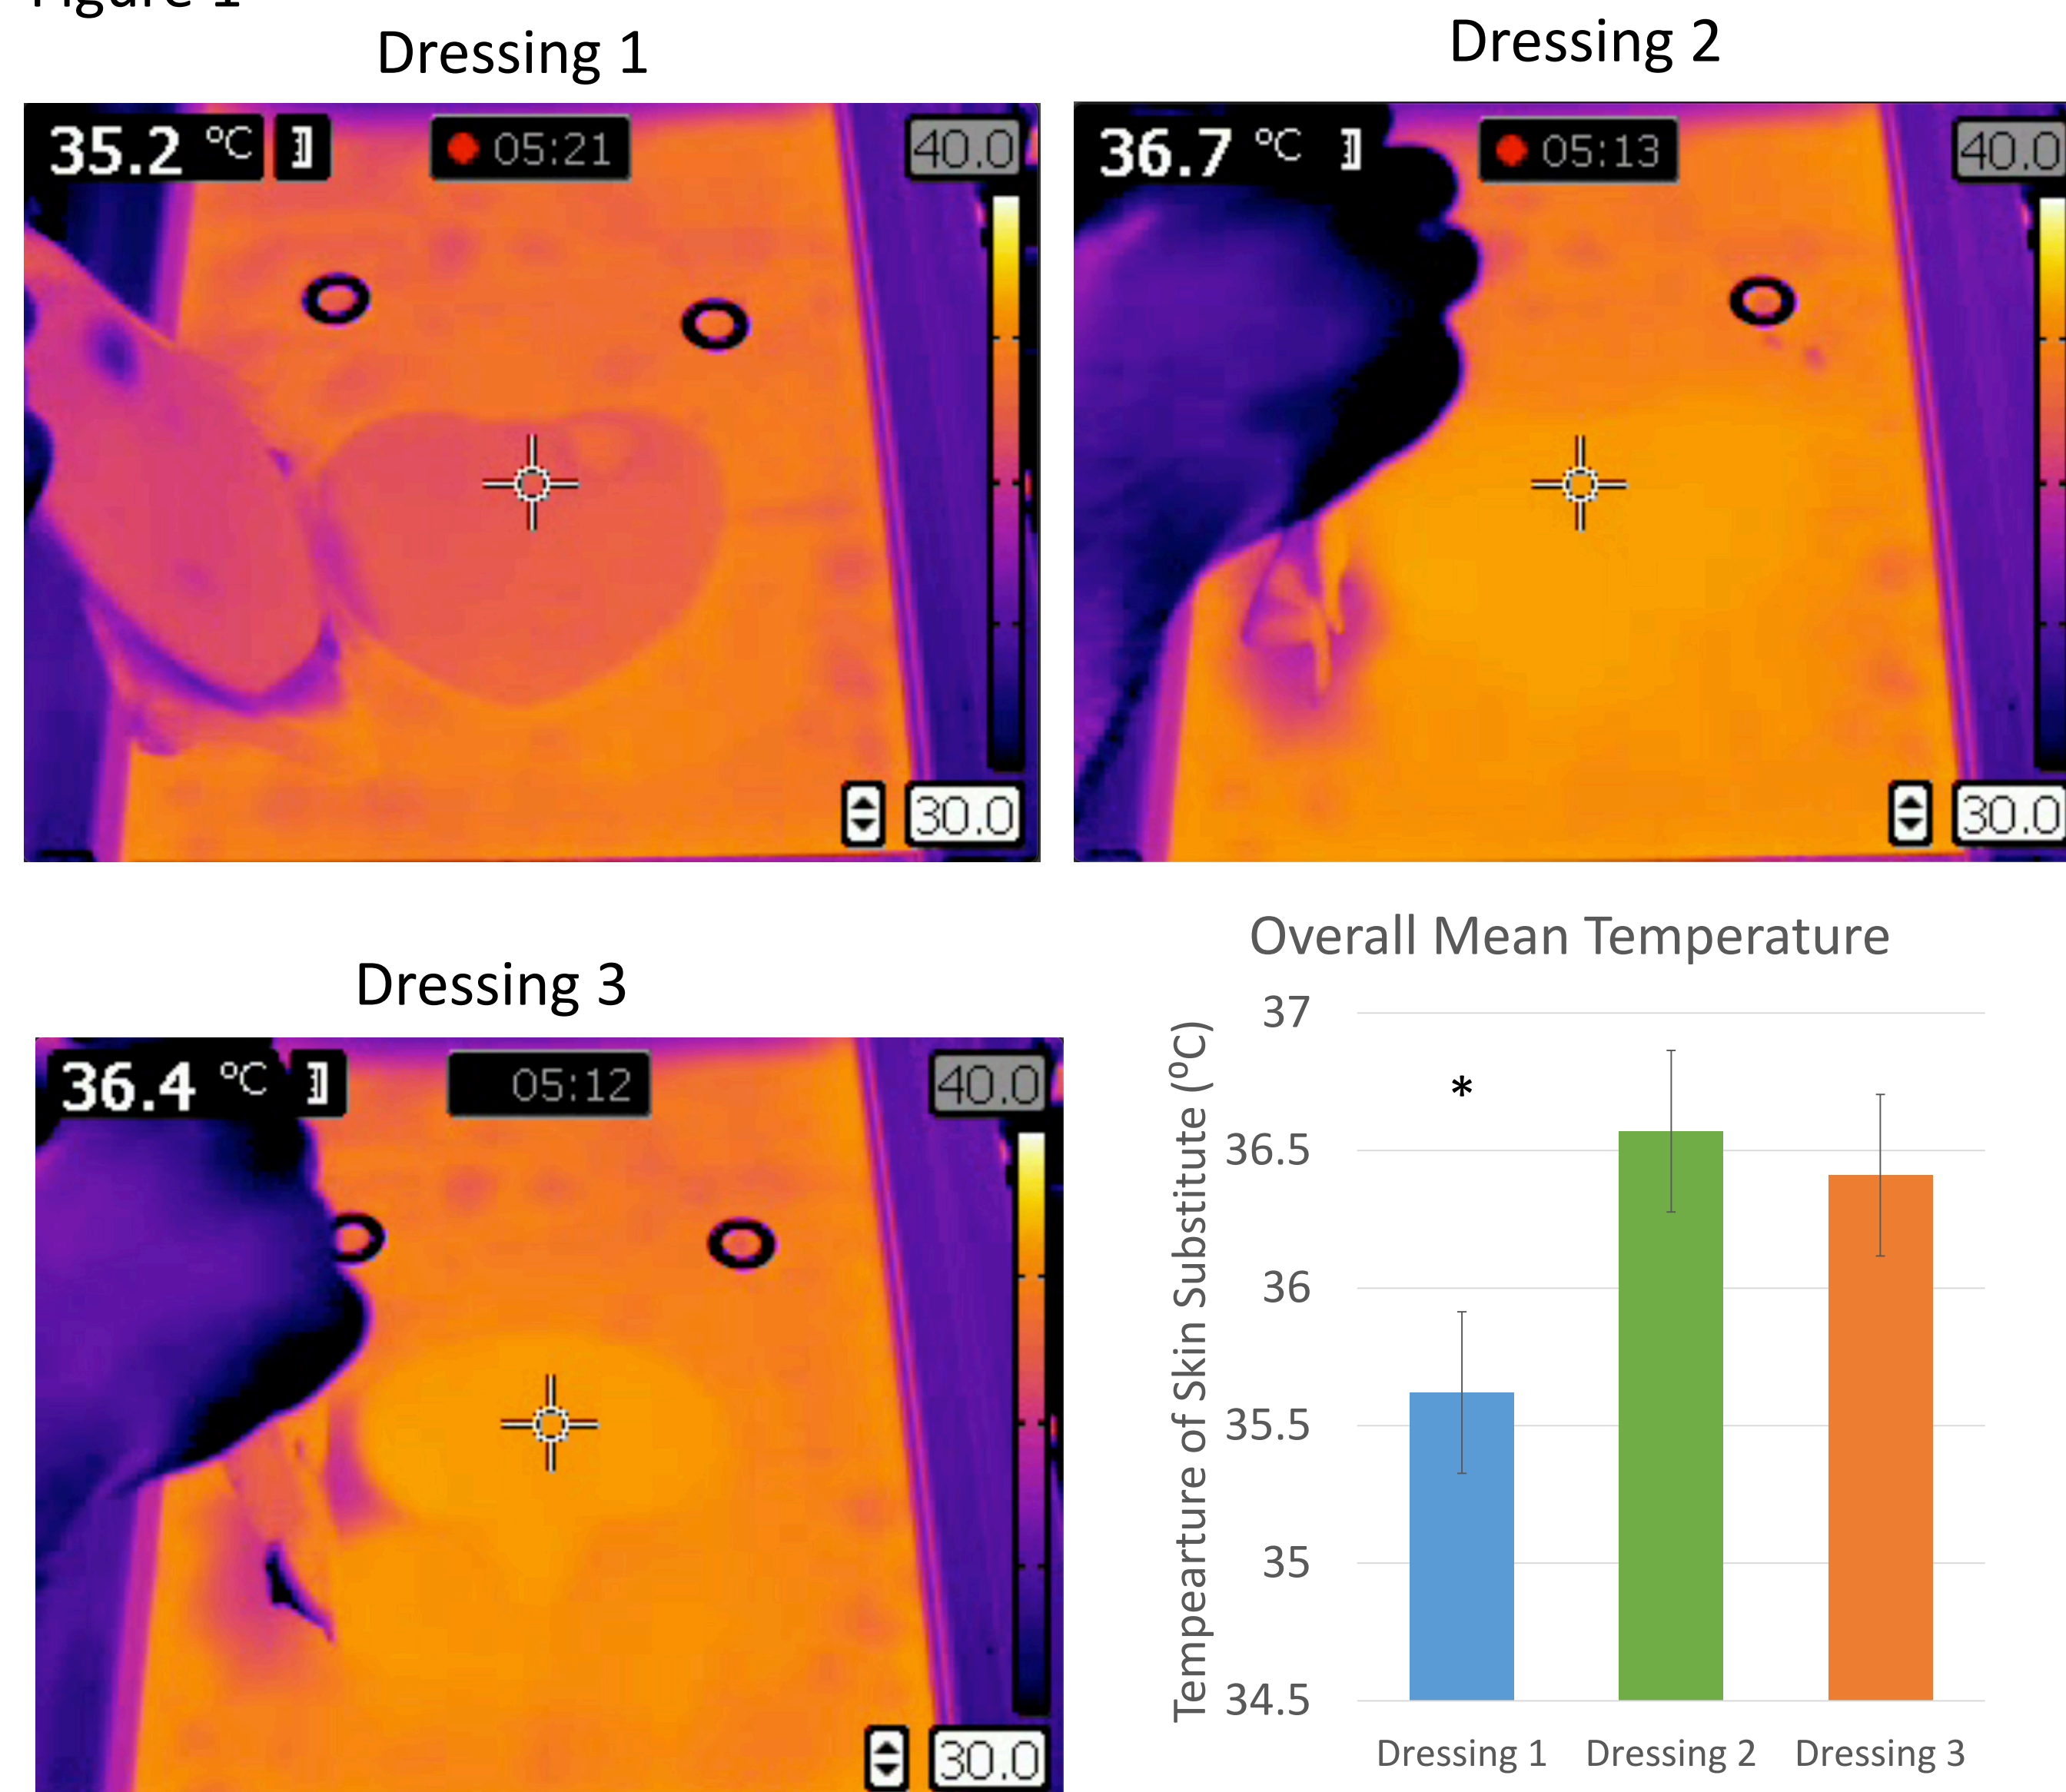 Figure 1
Dressing 1
Dressing 2
35.2 °C
05:21
40.0
30.0
36.7 °C
05:13
40.0
30.0
Dressing 3
36.4 °C
05:12
40.0
30.0
Overall Mean Temperature
Tempearture of Skin Substitute (⁰C)
37
36.5
36
35.5
35
34.5
*
Dressing 1
Dressing 2
Dressing 3